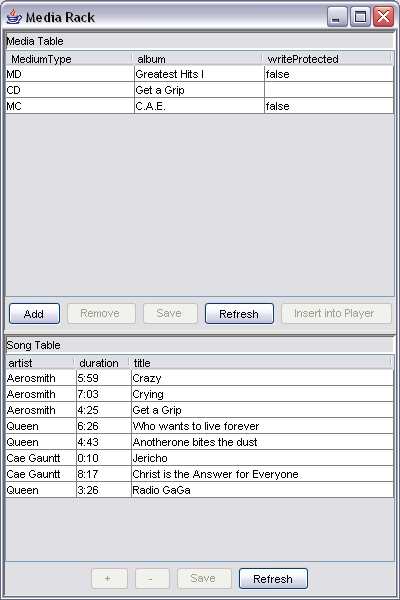 Media Rack
Media Table
MediumType album writeProtected
MD Greatest Hits I false
CD Get a Grip
MC C.A.E. false
Add Remove Save Refresh Insert into Player
Song Table
artist duration title
Aerosmith 5:59 Crazy
Aerosmith 7:03 Crying
Aerosmith 4:25 Get a Grip
Queen 6:26 Who wants to live forever
Queen 4:43 Anotherone bites the dust
Cae Gauntt 0:10 Jericho
Cae Gauntt 8:17 Christ is the Answer for Everyone
Queen 3:26 Radio GaGa
+ - Save Refresh